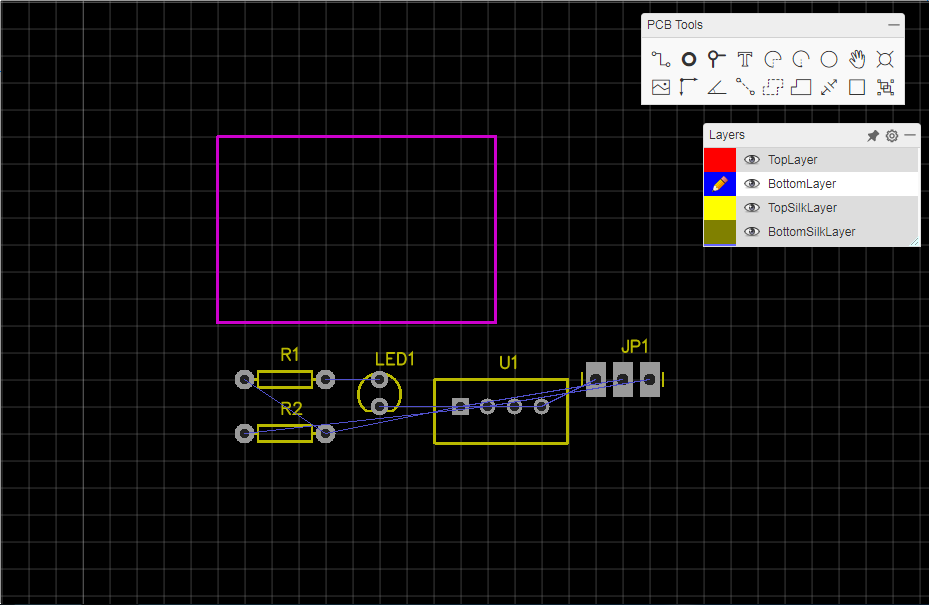 PCB Tools
T
Layers
TopLayer
BottomLayer
TopSilkLayer
BottomSilkLayer
R1
LED1
U1
JP1
R2